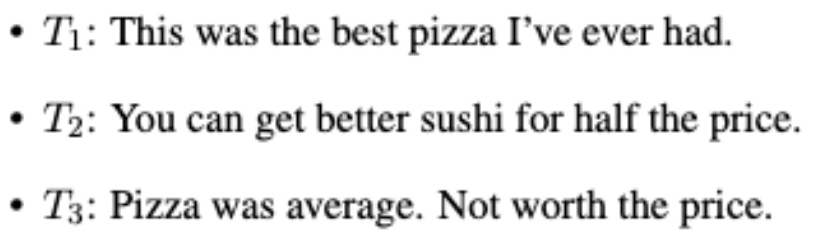 • T₁: This was the best pizza I've ever had.
• T₂: You can get better sushi for half the price.
• T₃: Pizza was average. Not worth the price.